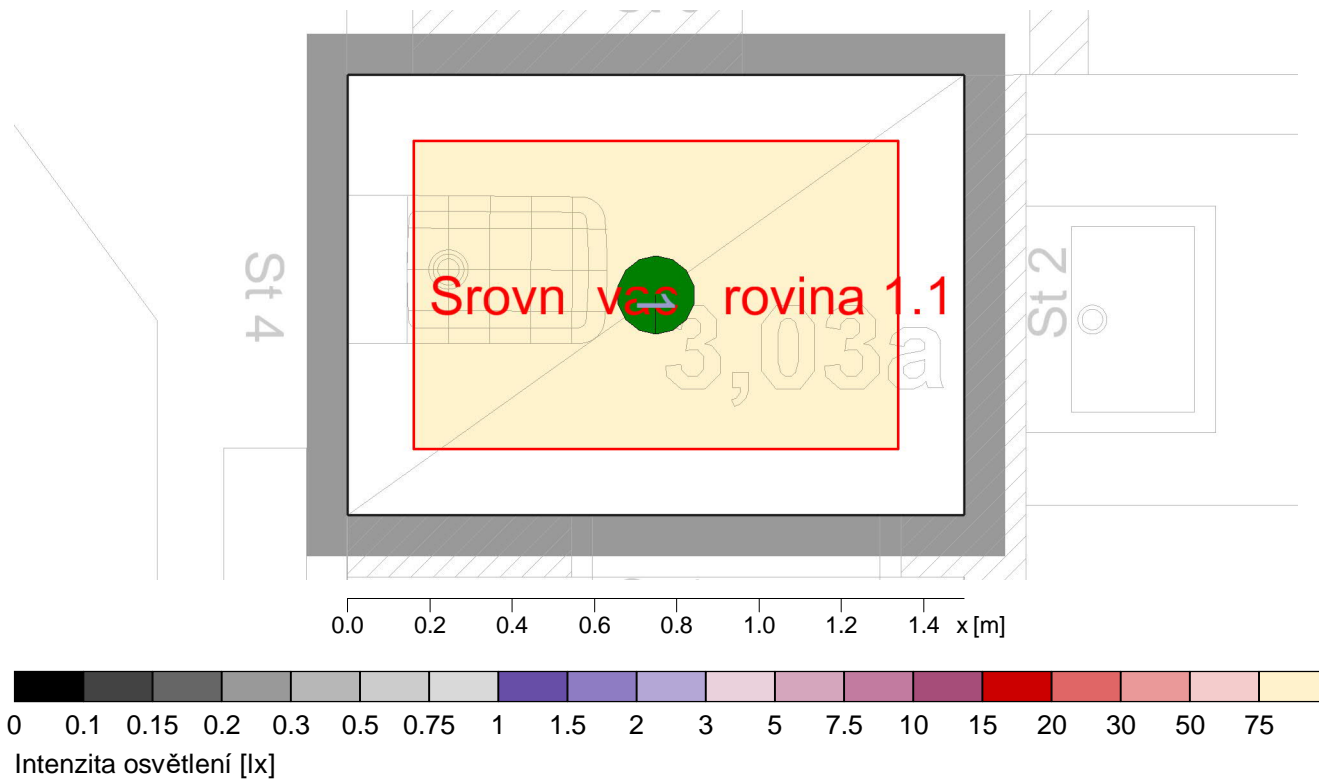 St 4
Srovn vac rovina 1.1
1
3,03a
St 2
0.0 0.2 0.4 0.6 0.8 1.0 1.2 1.4 x [m]
0 0.1 0.15 0.2 0.3 0.5 0.75 1 1.5 2 3 5 7.5 10 15 20 30 50 75
Intenzita osvětlení [lx]